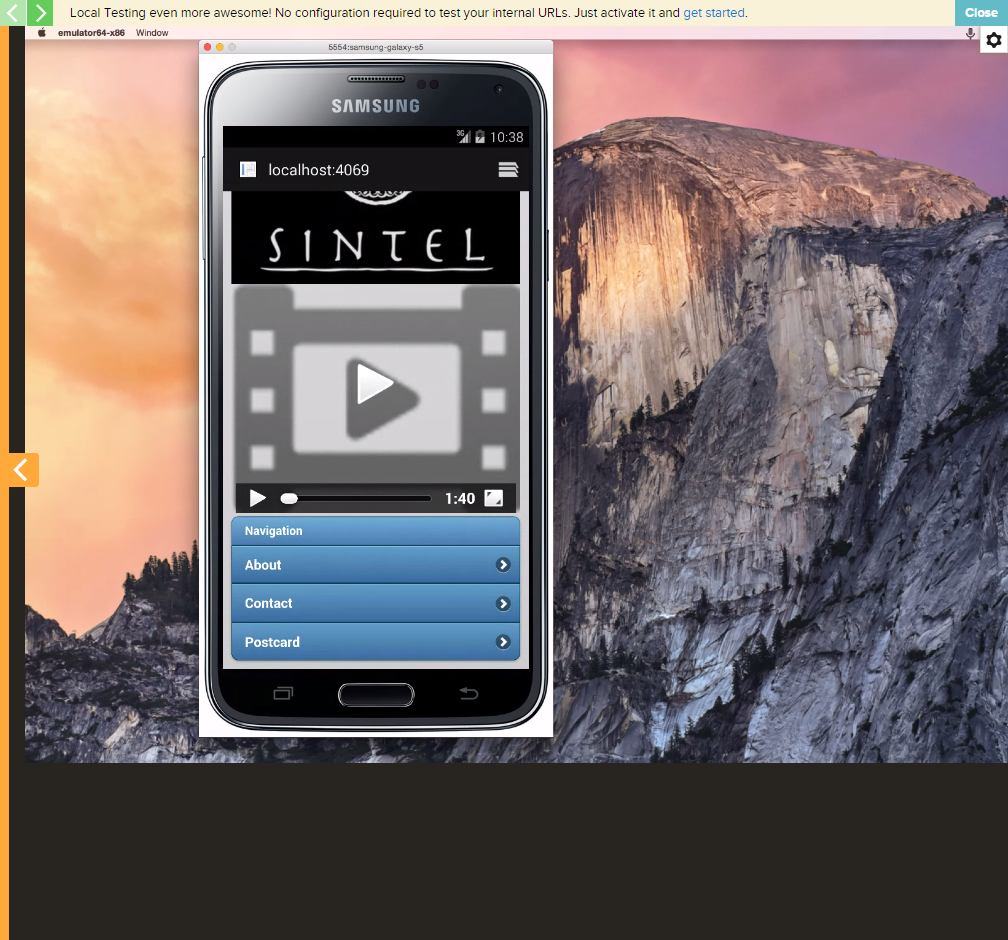 Local Testing even more awesome! No configuration required to test your internal URLs. Just activate it and get started.
Close
emulator64-x86 Window
5554:samsung-galaxy-s5
SAMSUNG
3G 10:38
localhost:4069
SINTEL
1:40
Navigation
About
Contact
Postcard